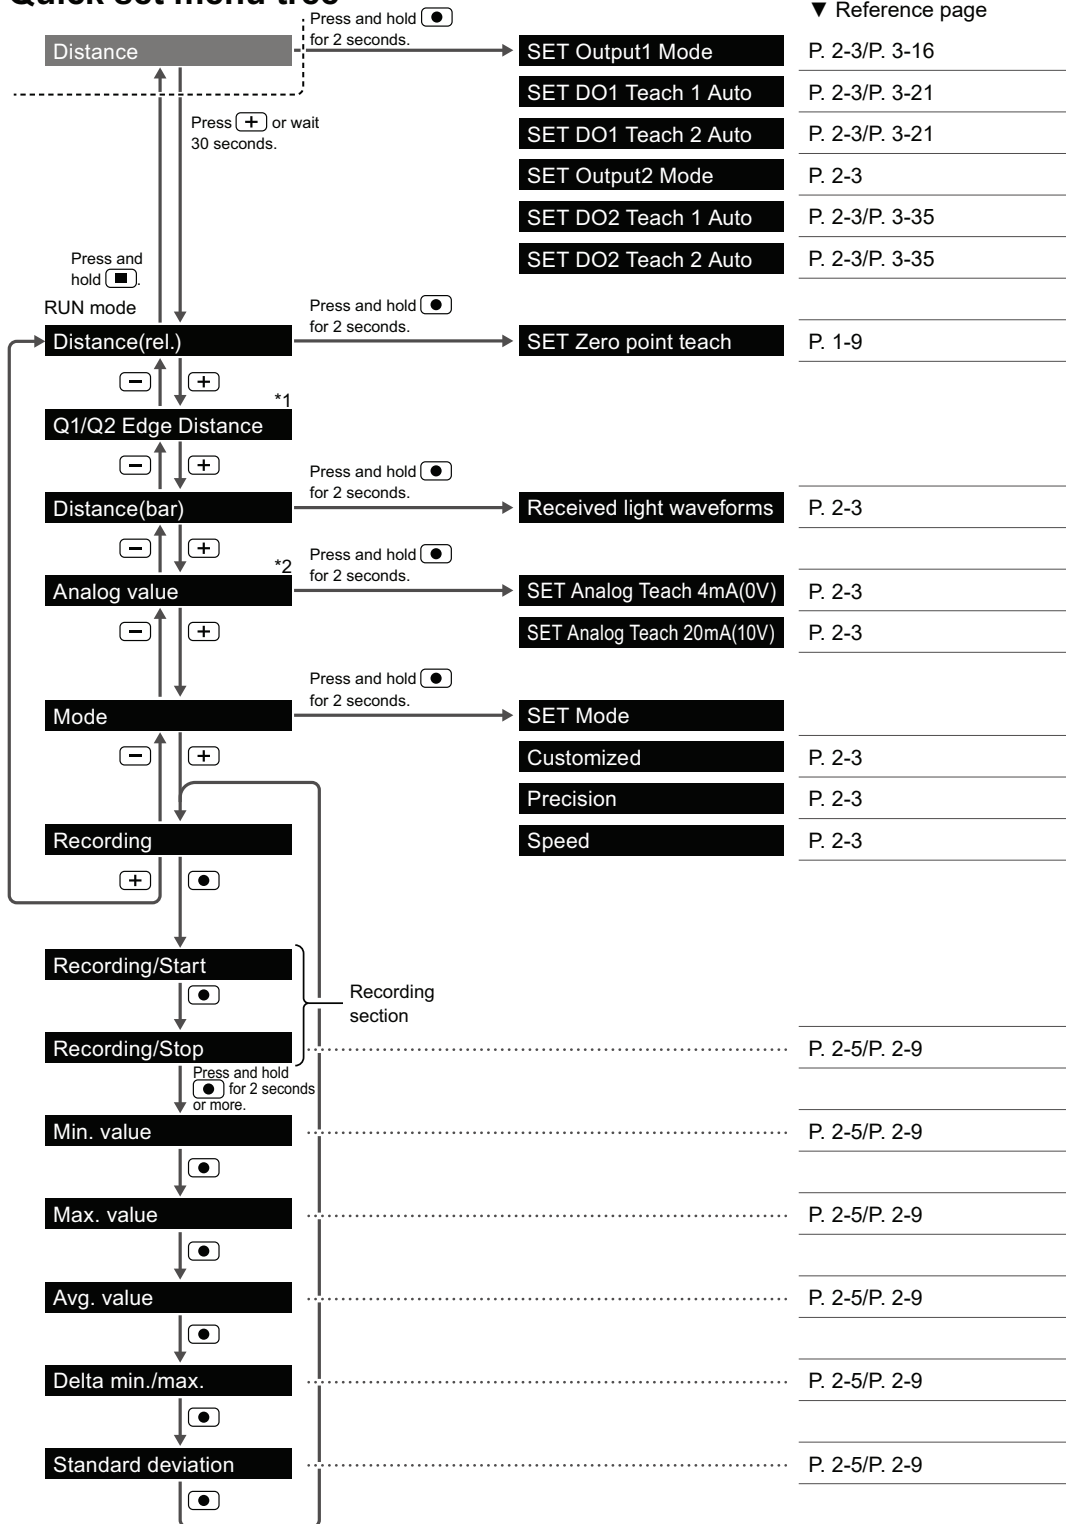 Quick set menu tree
▼ Reference page
Press and hold
for 2 seconds.
Distance
SET Output1 Mode
P. 2-3/P. 3-16
SET DO1 Teach 1 Auto
P. 2-3/P. 3-21
Press + or wait
30 seconds.
SET DO1 Teach 2 Auto
P. 2-3/P. 3-21
SET Output2 Mode
P. 2-3
SET DO2 Teach 1 Auto
P. 2-3/P. 3-35
SET DO2 Teach 2 Auto
P. 2-3/P. 3-35
Press and
hold .
RUN mode
Press and hold
for 2 seconds.
Distance(rel.)
SET Zero point teach
P. 1-9
− +
*1
Q1/Q2 Edge Distance
− +
Press and hold
for 2 seconds.
Distance(bar)
Received light waveforms
P. 2-3
− +
*2
Press and hold
for 2 seconds.
Analog value
SET Analog Teach 4mA(0V)
P. 2-3
− +
SET Analog Teach 20mA(10V)
P. 2-3
Press and hold
for 2 seconds.
Mode
SET Mode
− +
Customized
P. 2-3
Precision
P. 2-3
Recording
Speed
P. 2-3
+
Recording/Start
Recording
section
Recording/Stop
P. 2-5/P. 2-9
Press and hold
for 2 seconds
or more.
Min. value
P. 2-5/P. 2-9
Max. value
P. 2-5/P. 2-9
Avg. value
P. 2-5/P. 2-9
Delta min./max.
P. 2-5/P. 2-9
Standard deviation
P. 2-5/P. 2-9